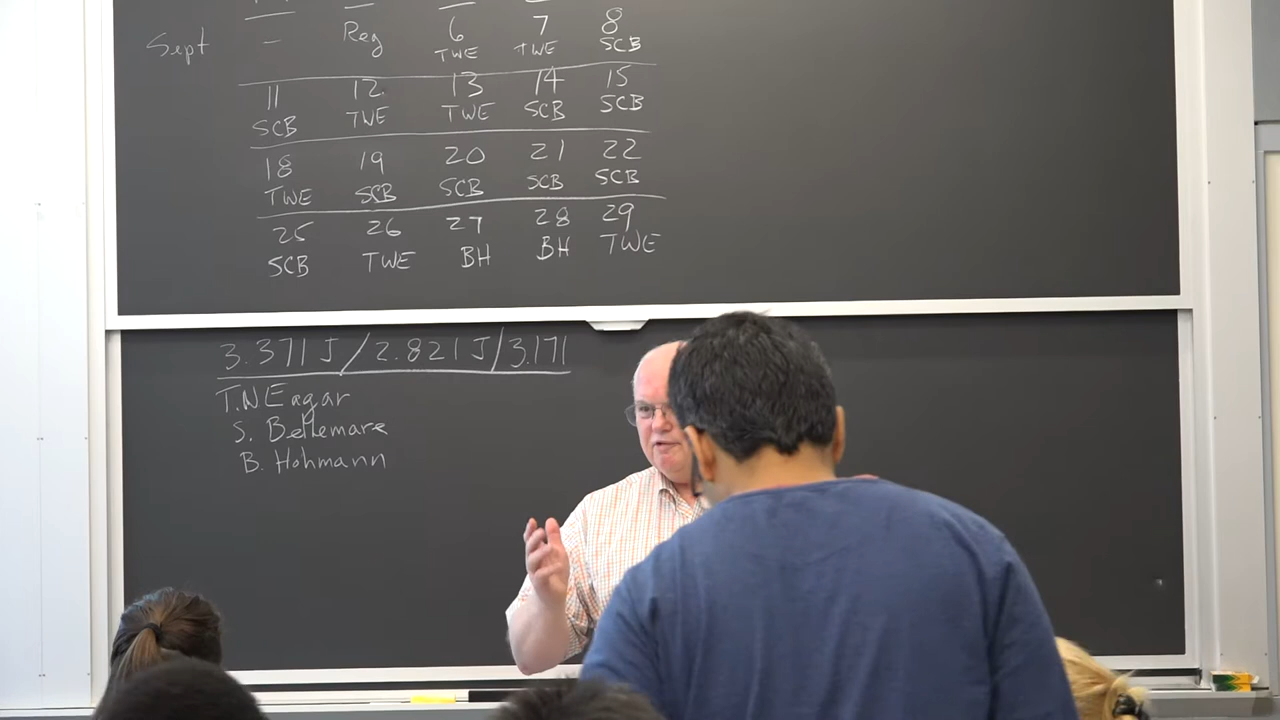 Sept — Reg 6 7 8
TWE TWE SCB
11 12 13 14 15
SCB TWE TWE SCB SCB
18 19 20 21 22
TWE SCB SCB SCB SCB
25 26 27 28 29
SCB TWE BH BH TWE
3.371J/2.821J/3.171
T.N Eagar
S. Bellemare
B. Hohmann